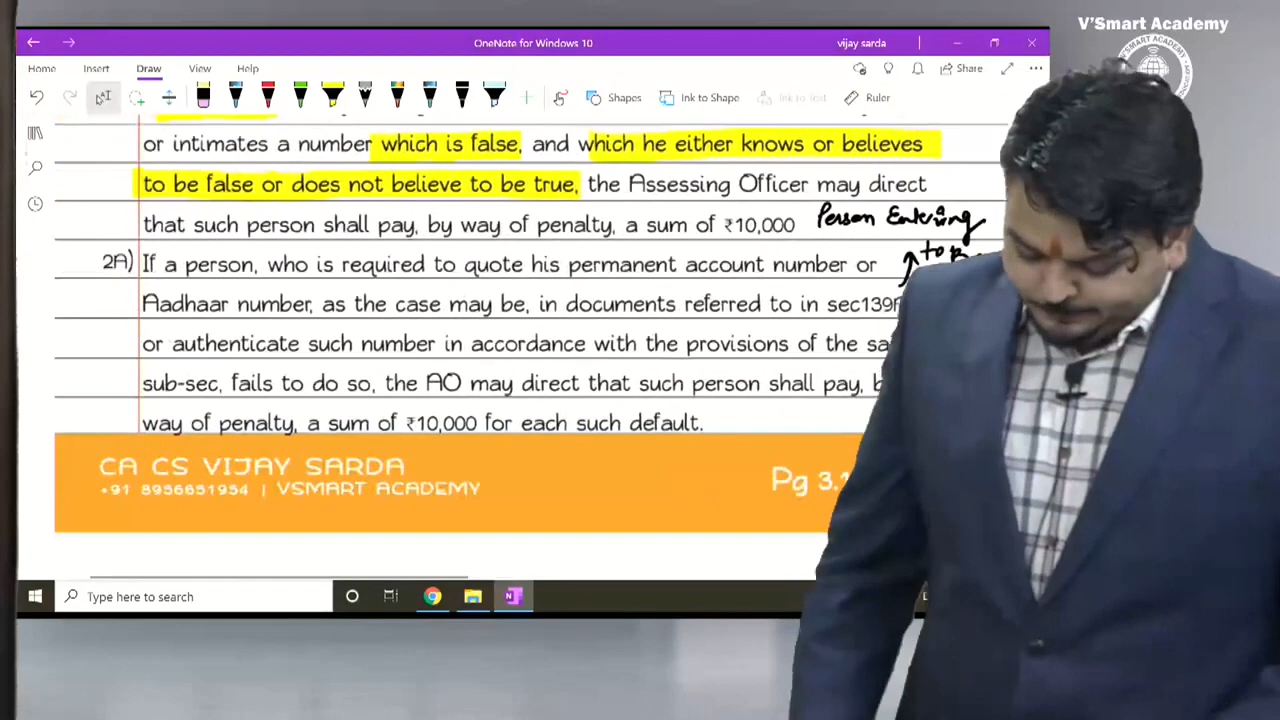 V'Smart Academy
OneNote for Windows 10
vijay sarda
Home Insert Draw View Help
Share
Shapes
Ink to Shape
Ink to Text
Ruler
or intimates a number which is false, and which he either knows or believes
to be false or does not believe to be true, the Assessing Officer may direct
that such person shall pay, by way of penalty, a sum of ₹10,000
Person Entering
to
2A) If a person, who is required to quote his permanent account number or
Aadhaar number, as the case may be, in documents referred to in
or authenticate such number in accordance with the provisions of the
sub-sec, fails to do so, the AO may direct that such person shall pay,
way of penalty, a sum of ₹10,000 for each such default.
CA CS VIJAY SARDA
+91 8956651954 | VSMART ACADEMY
Pg
Type here to search